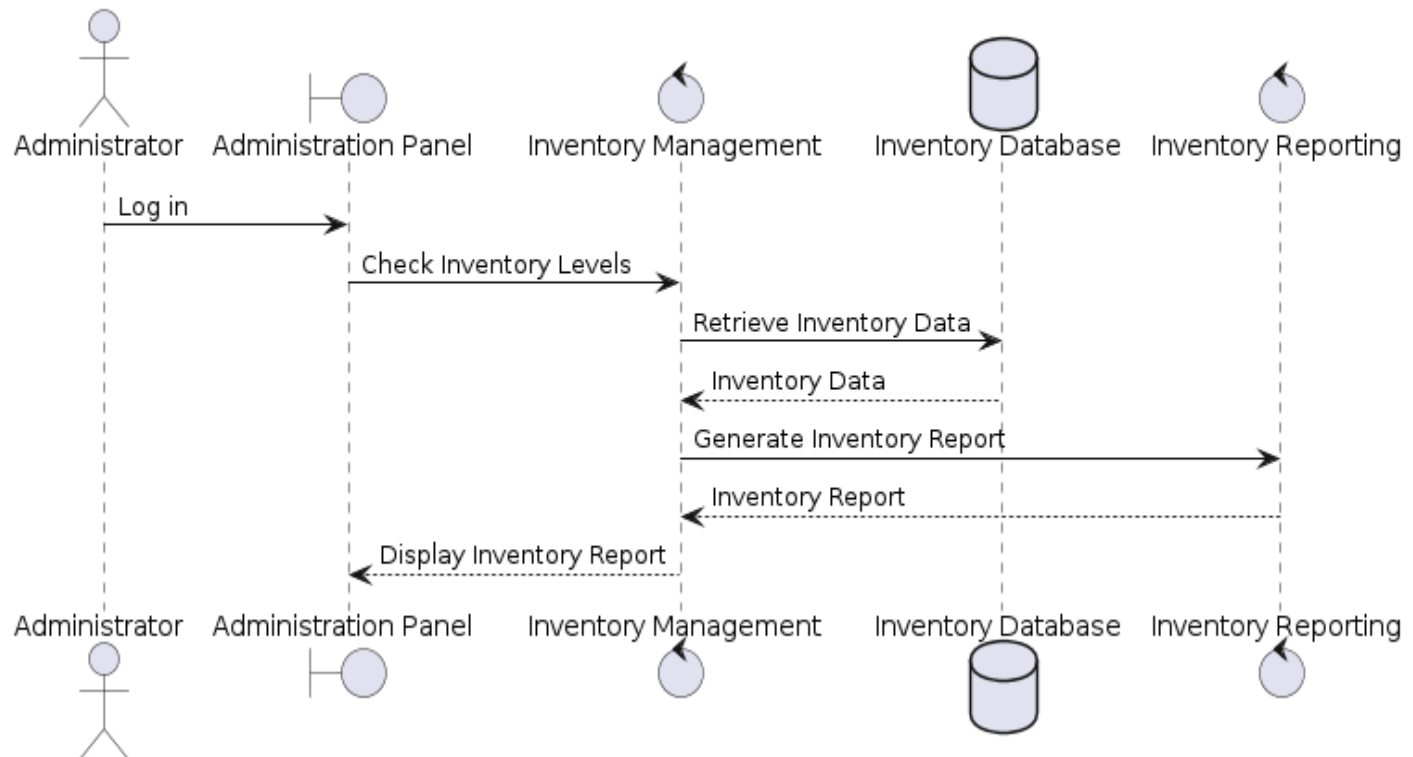 Administrator Administration Panel Inventory Management Inventory Database Inventory Reporting
Log in
Check Inventory Levels
Retrieve Inventory Data
Inventory Data
Generate Inventory Report
Inventory Report
Display Inventory Report
Administrator Administration Panel Inventory Management Inventory Database Inventory Reporting